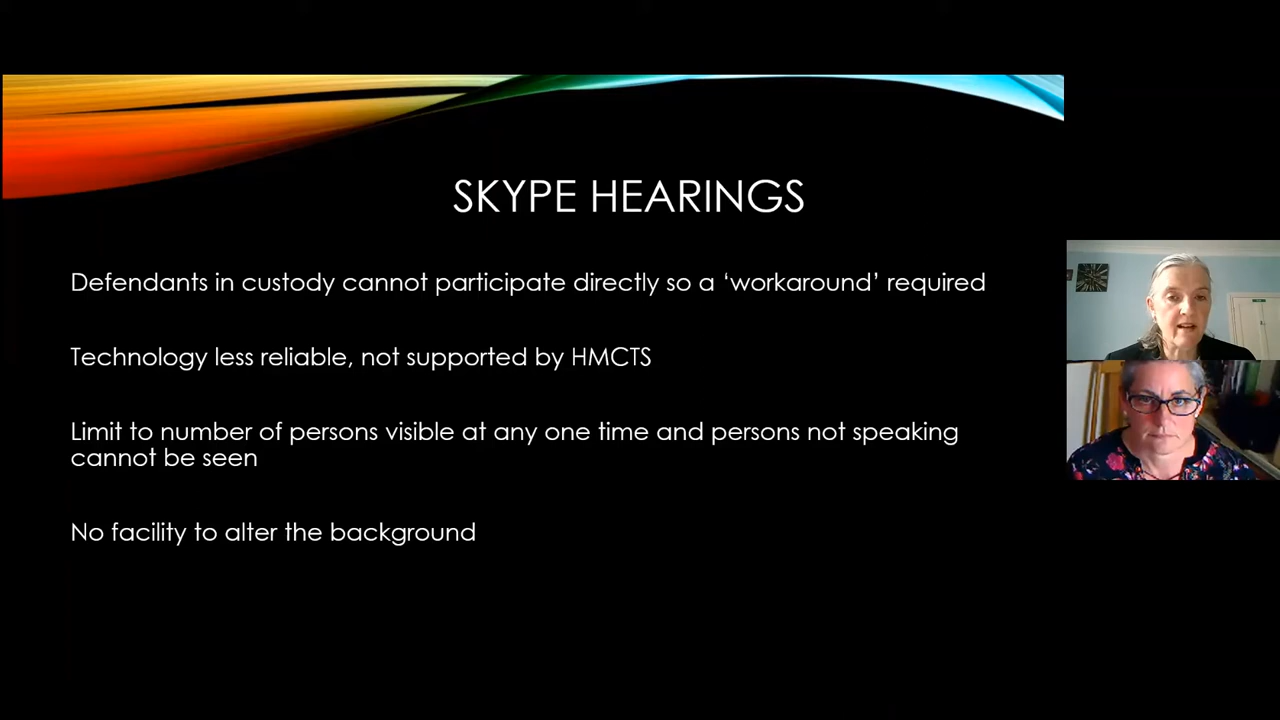 SKYPE HEARINGS
Defendants in custody cannot participate directly so a ‘workaround’ required
Technology less reliable, not supported by HMCTS
Limit to number of persons visible at any one time and persons not speaking
cannot be seen
No facility to alter the background